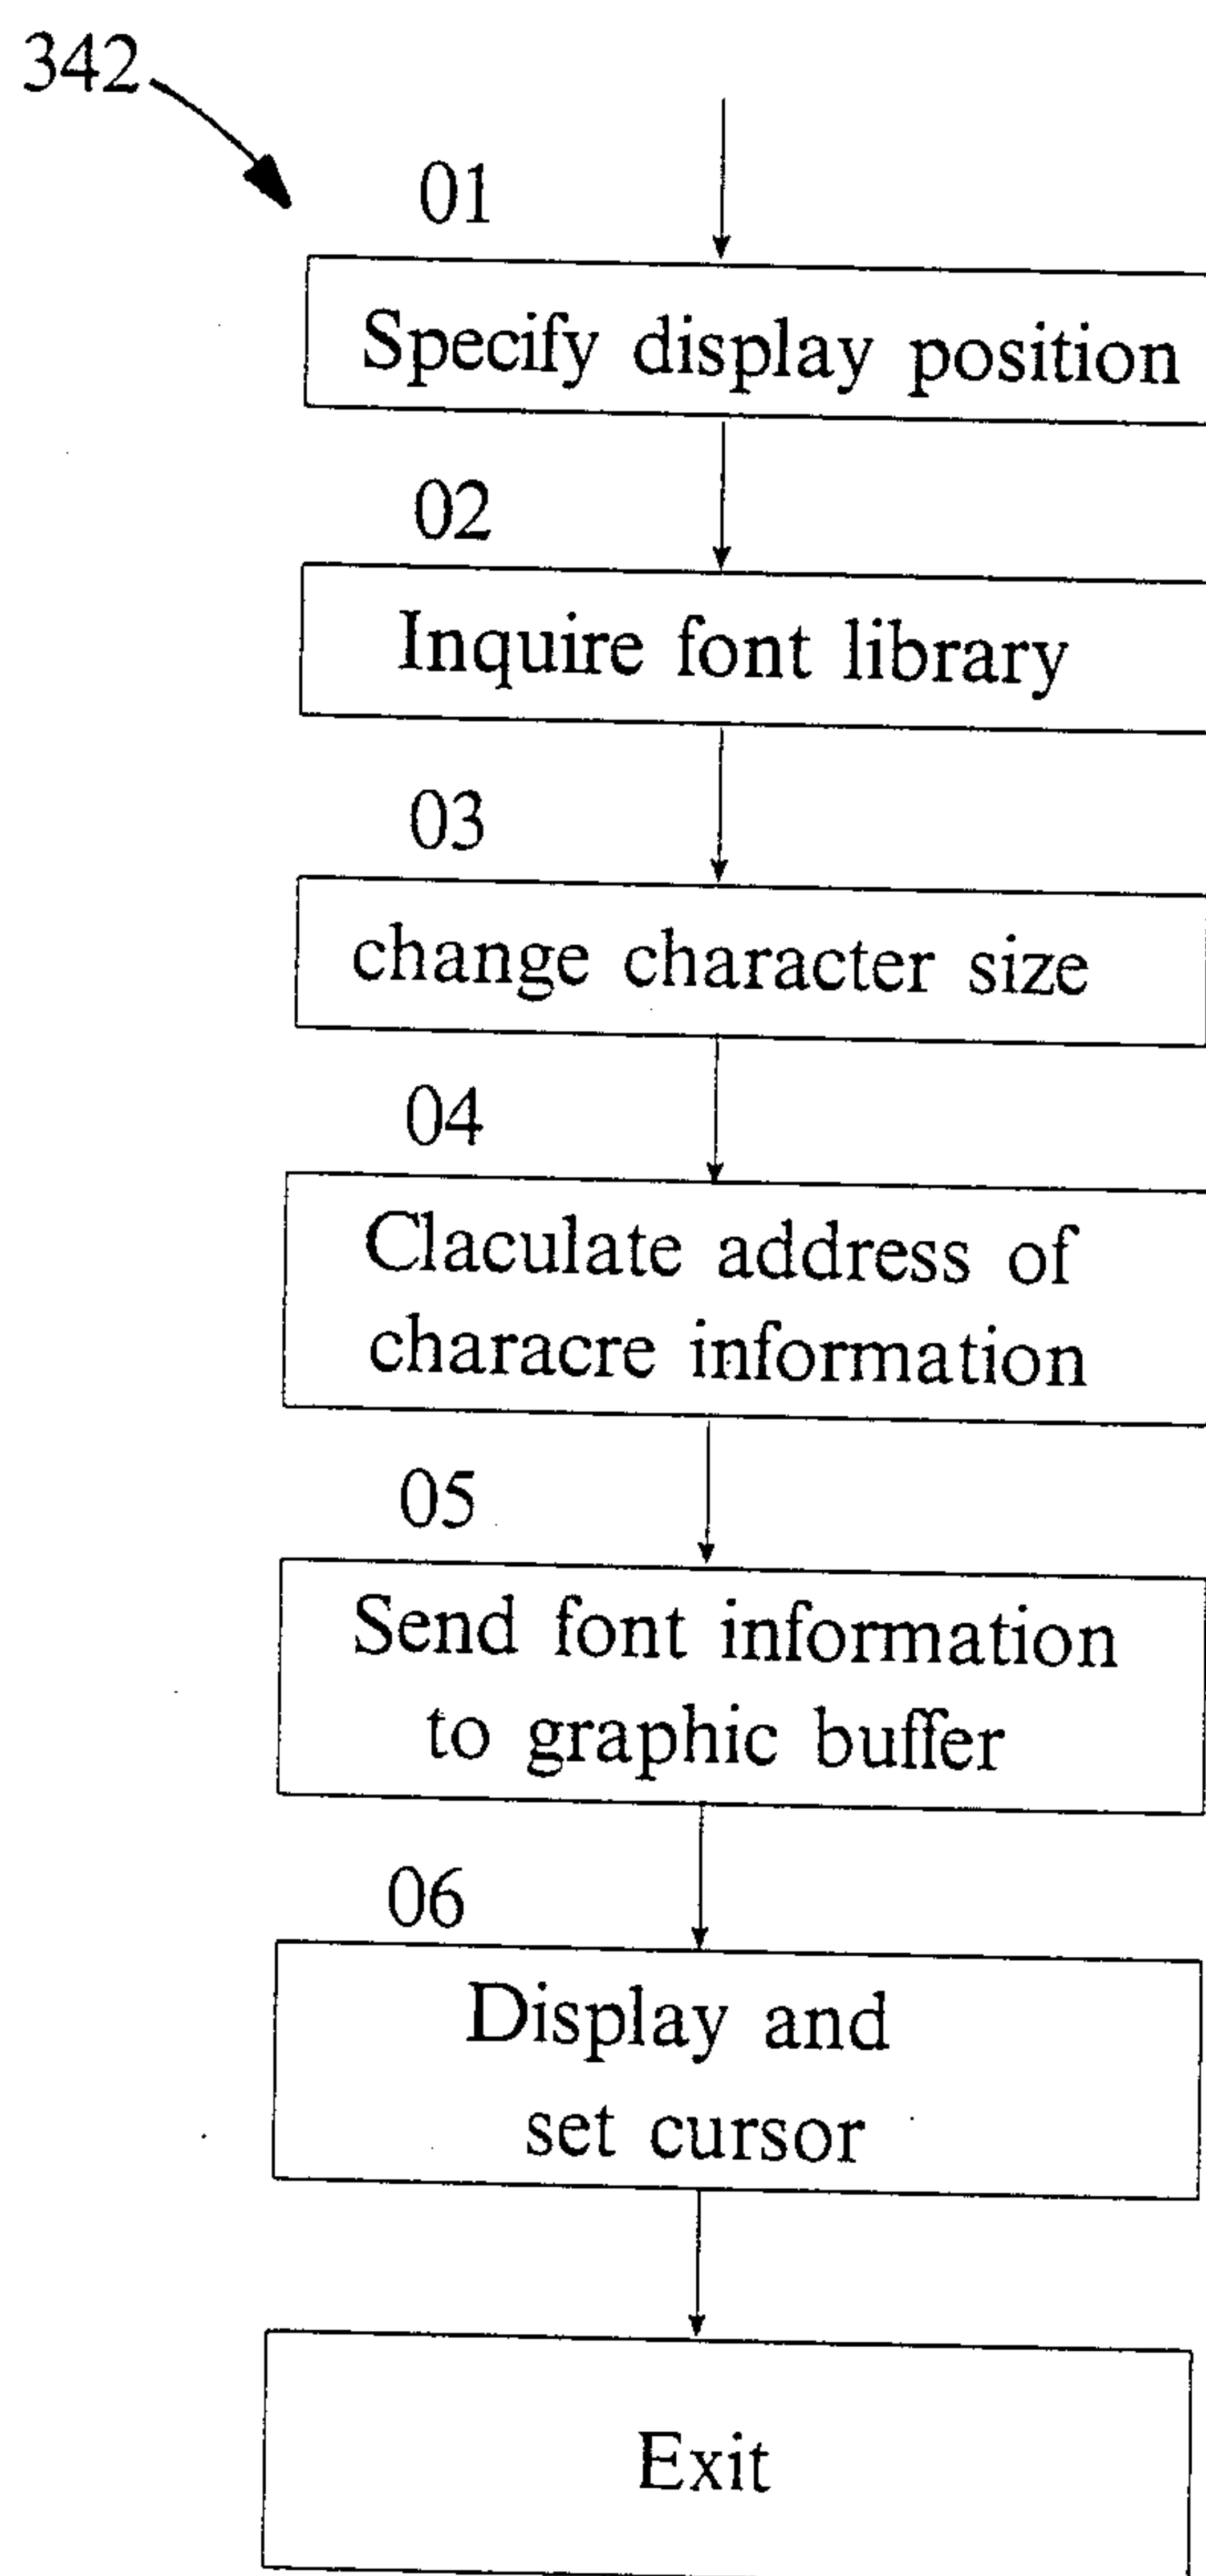 342
01
Specify display position
02
Inquire font library
03
change character size
04
Claculate address of
characre information
05
Send font information
to graphic buffer
06
Display and
set cursor
Exit